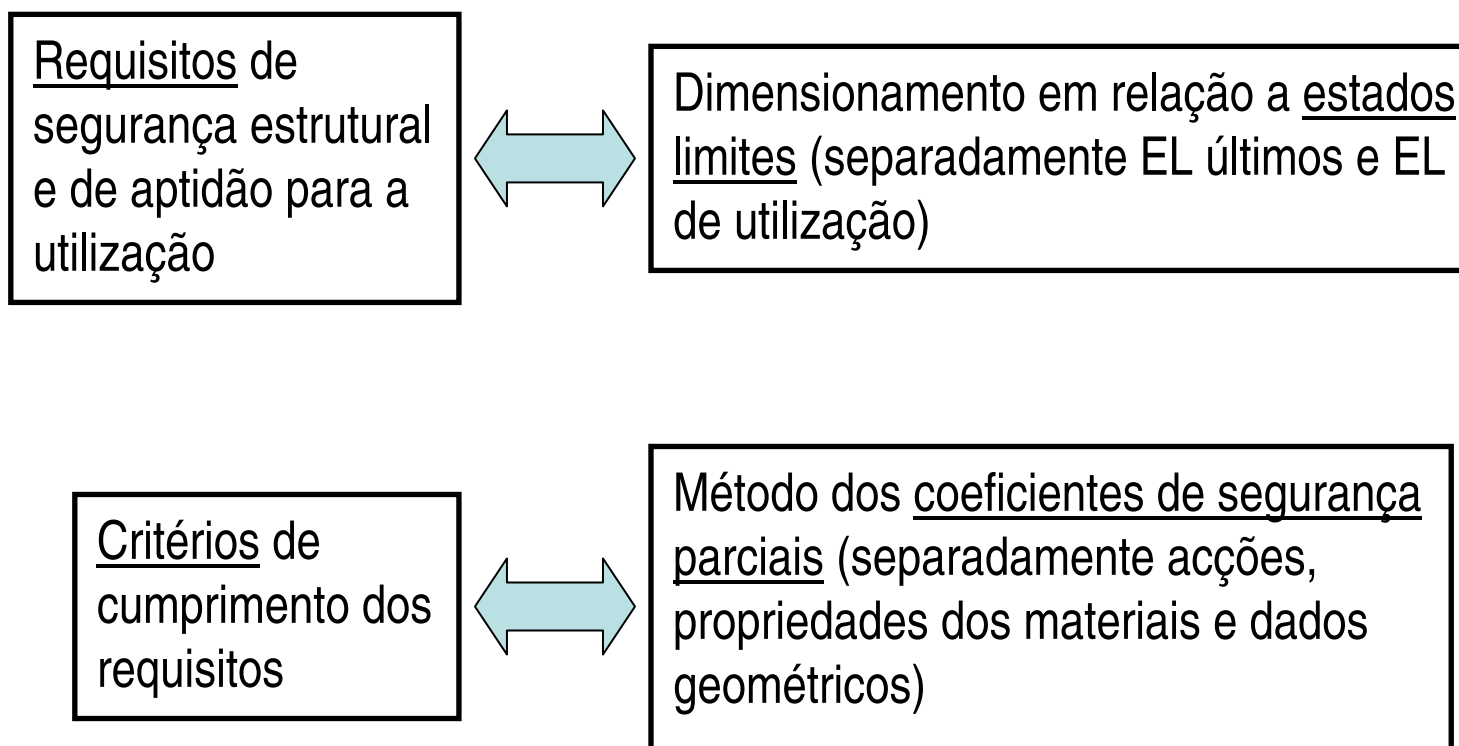 Requisitos de
segurança estrutural
e de aptidão para a
utilização
Dimensionamento em relação a estados
limites (separadamente EL últimos e EL
de utilização)
Critérios de
cumprimento dos
requisitos
Método dos coeficientes de segurança
parciais (separadamente acções,
propriedades dos materiais e dados
geométricos)